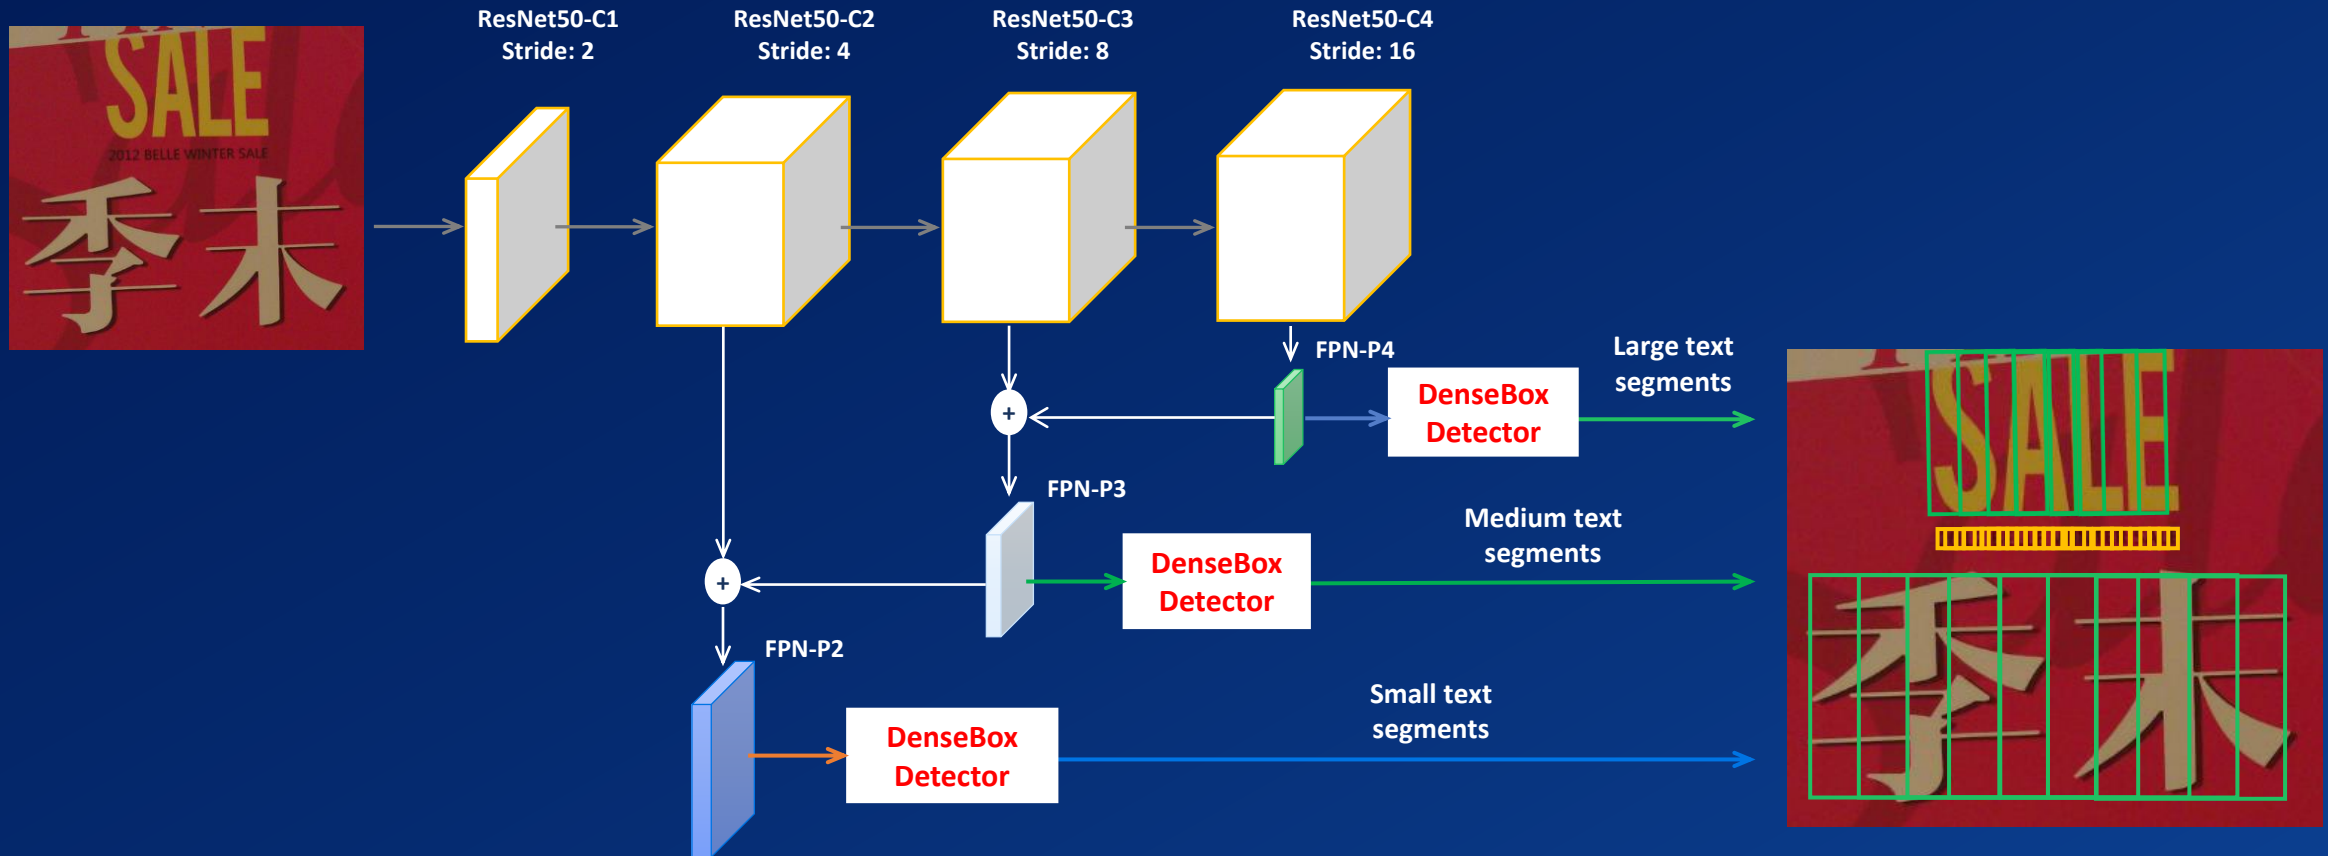 ResNet50-C1
Stride: 2
ResNet50-C2
Stride: 4
ResNet50-C3
Stride: 8
ResNet50-C4
Stride: 16
SALE
2012 BELLE WINTER SALE
季末
FPN-P4
Large text
segments
DenseBox
Detector
+
FPN-P3
Medium text
segments
DenseBox
Detector
+
FPN-P2
Small text
segments
DenseBox
Detector
SALE
季末